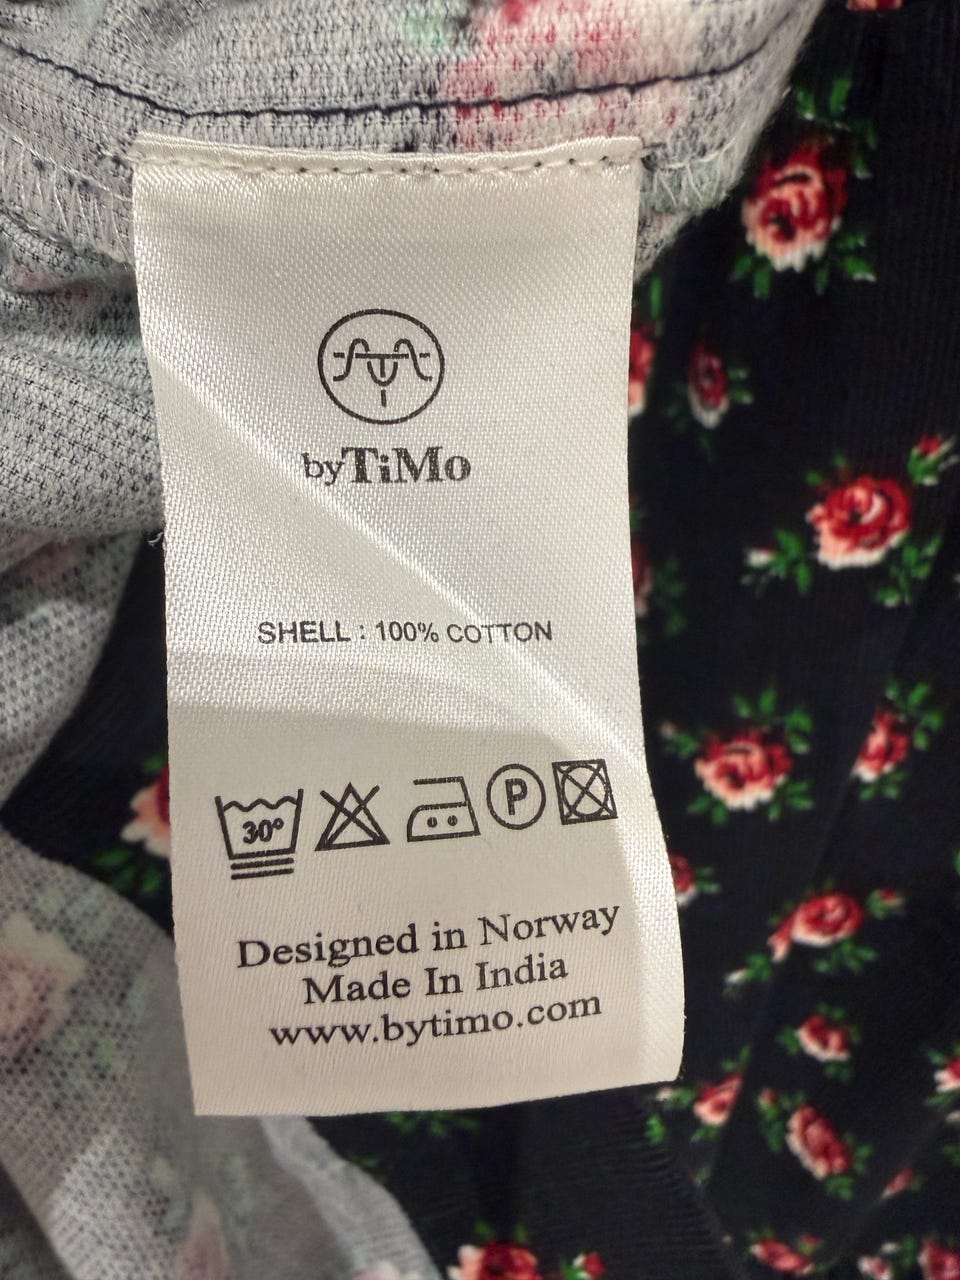 byTiMo
SHELL : 100% COTTON
30°
P
Designed in Norway
Made In India
www.bytimo.com